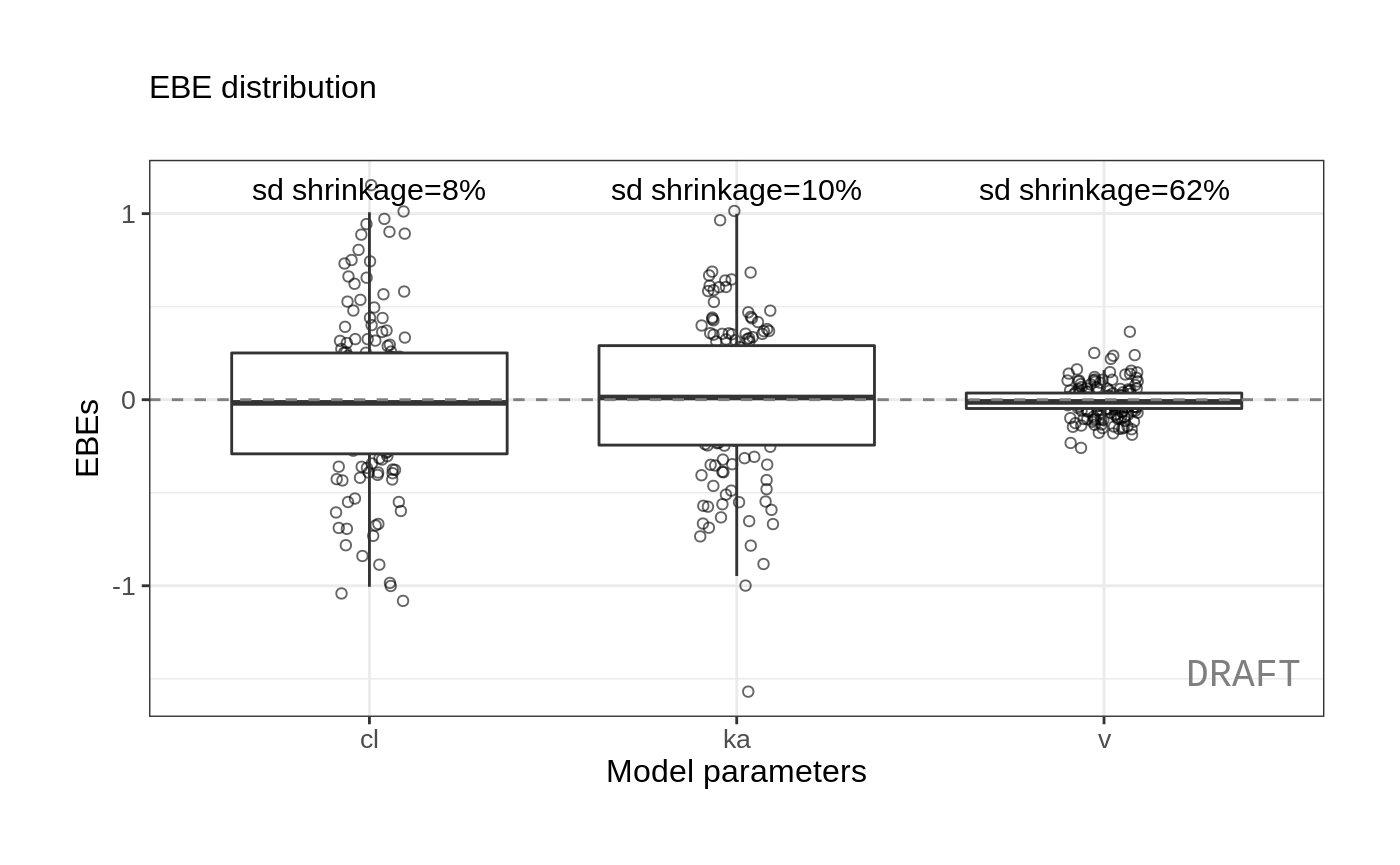 EBE distribution
sd shrinkage=8% sd shrinkage=10% sd shrinkage=62%
1
0
-1
EBEs
DRAFT
cl ka v
Model parameters